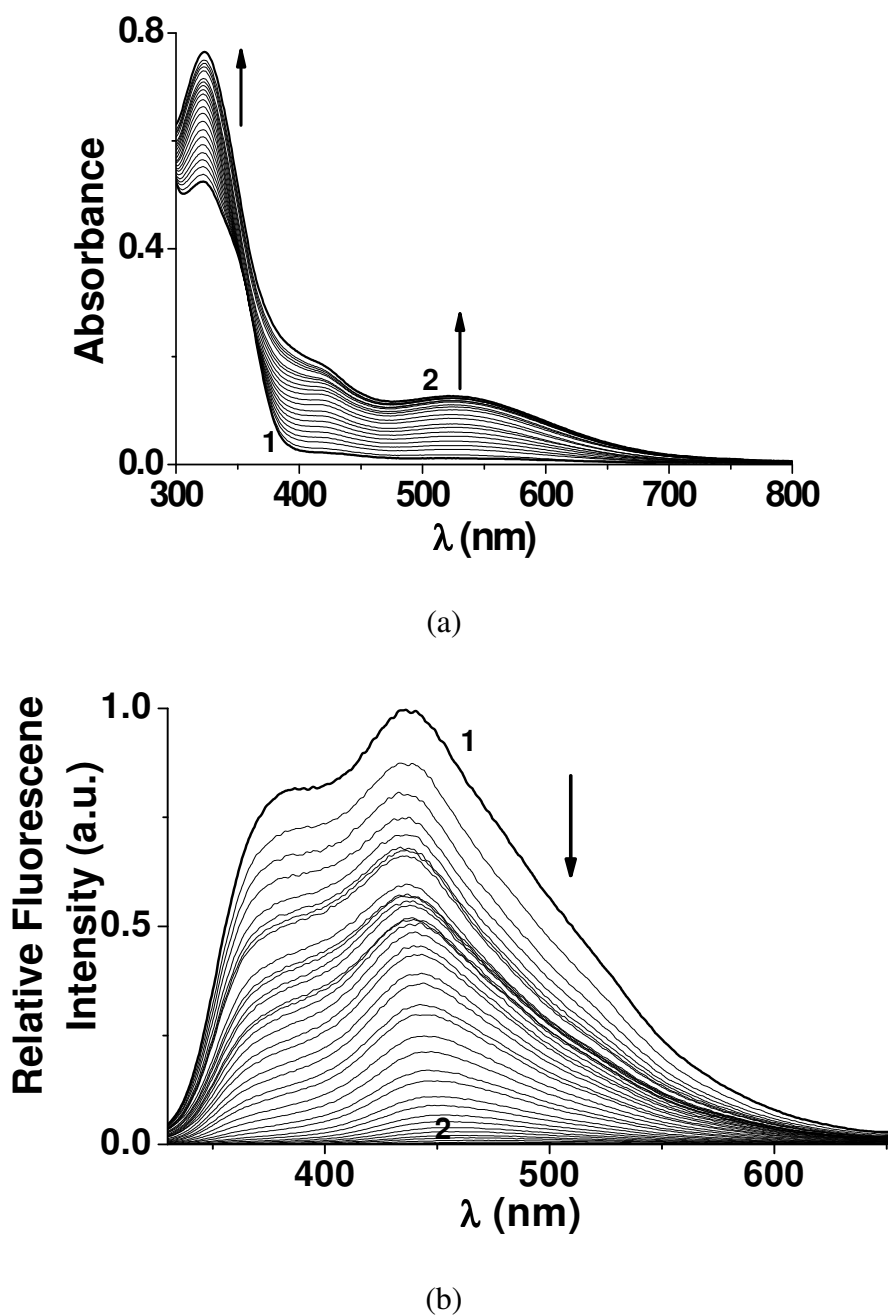 0.8
0.4
0.0
Absorbance
1
2
300 400 500 600 700 800
λ (nm)
(a)
1.0
0.5
0.0
Relative Fluorescene
Intensity (a.u.)
1
2
400 500 600
λ (nm)
(b)